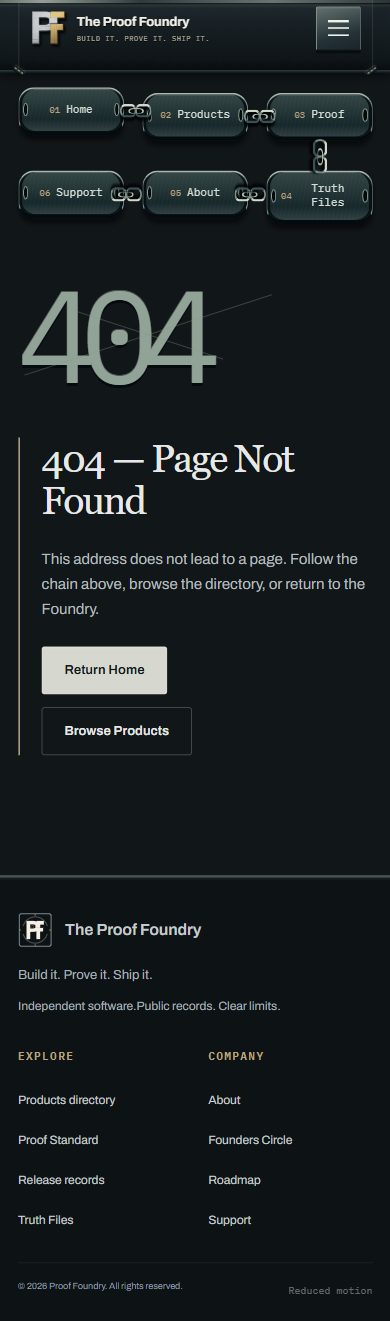 PF The Proof Foundry
BUILD IT. PROVE IT. SHIP IT.
01 Home
02 Products
03 Proof
06 Support
05 About
04 Truth Files
404
404 — Page Not
Found
This address does not lead to a page. Follow the
chain above, browse the directory, or return to the
Foundry.
Return Home
Browse Products
PF The Proof Foundry
Build it. Prove it. Ship it.
Independent software.Public records. Clear limits.
EXPLORE
Products directory
Proof Standard
Release records
Truth Files
COMPANY
About
Founders Circle
Roadmap
Support
© 2026 Proof Foundry. All rights reserved.
Reduced motion